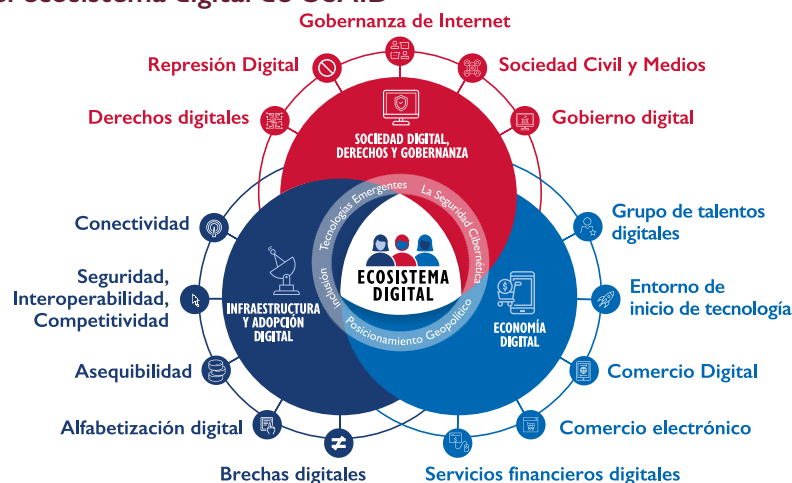 Gobernanza de Internet
Represión Digital
Sociedad Civil y Medios
Derechos digitales
Gobierno digital
SOCIEDAD DIGITAL,
DERECHOS Y GOBERNANZA
Tecnologías Emergentes
La Seguridad Cibernética
Inclusión
Posicionamiento Geopolítico
ECOSISTEMA
DIGITAL
Conectividad
Seguridad,
Interoperabilidad,
Competitividad
Asequibilidad
Alfabetización digital
Brechas digitales
INFRAESTRUCTURA
Y ADOPCIÓN
DIGITAL
ECONOMÍA
DIGITAL
Grupo de talentos
digitales
Entorno de
inicio de tecnología
Comercio Digital
Comercio electrónico
Servicios financieros digitales